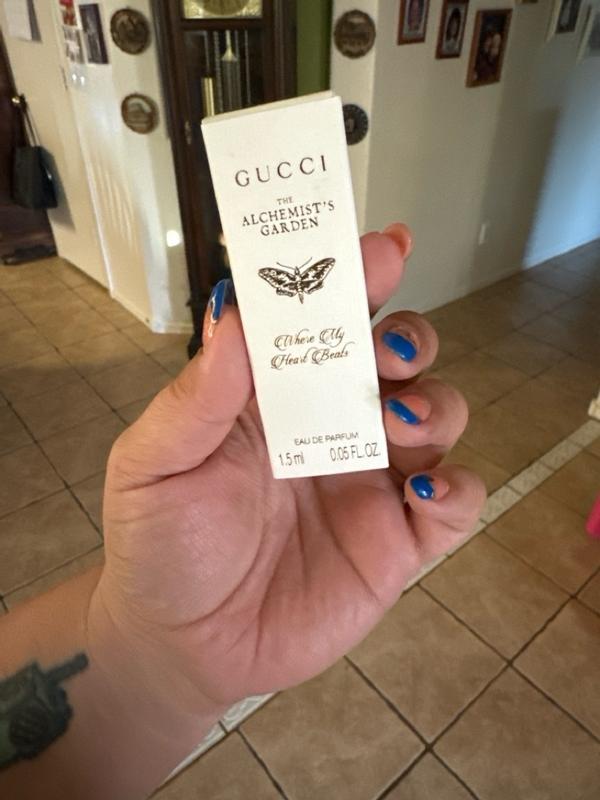 GUCCI
THE
ALCHEMIST'S
GARDEN
Where My
Heart Beats
EAU DE PARFUM
1.5 ml 0.05 FL.OZ.